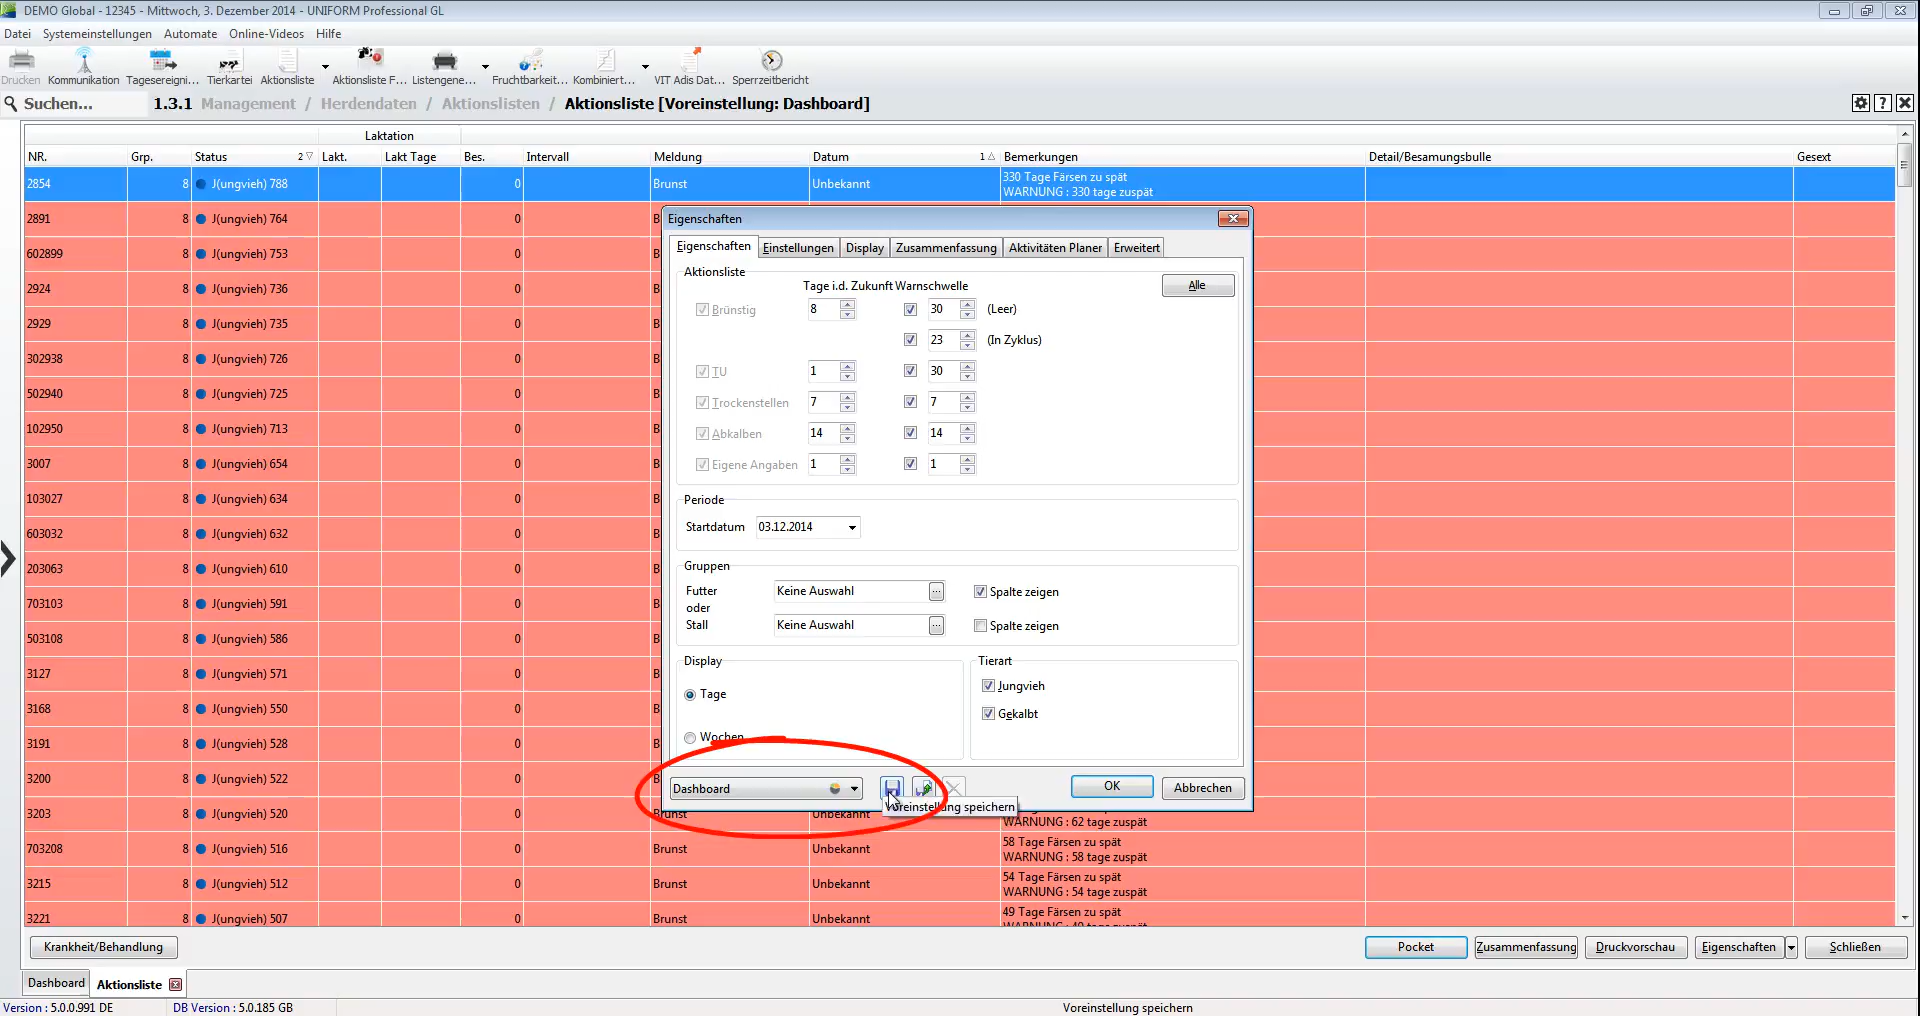 DEMO Global - 12345 - Mittwoch, 3. Dezember 2014 - UNIFORM Professional GL
Datei Systemeinstellungen Automate Online-Videos Hilfe
Drucken Kommunikation Tagesereigni... Tierkartei Aktionsliste Aktionsliste F... Listengene... Fruchtbarkeit... Kombiniert... VIT Adis Dat... Sperrzeitbericht
Suchen... 1.3.1 Management / Herdendaten / Aktionslisten / Aktionsliste [Voreinstellung: Dashboard]
Laktation
NR. Grp. Status 2 Lakt. Lakt Tage Bes. Intervall Meldung Datum 1 Bemerkungen Detail/Besamungsbulle Gesext
2854 8 J(ungvieh) 788 0 Brunst Unbekannt 330 Tage Färsen zu spät
WARNUNG : 330 tage zuspät
2891 8 J(ungvieh) 764 0 B
602899 8 J(ungvieh) 753 0 B
2924 8 J(ungvieh) 736 0 B
2929 8 J(ungvieh) 735 0 B
302938 8 J(ungvieh) 726 0 B
502940 8 J(ungvieh) 725 0 B
102950 8 J(ungvieh) 713 0 B
3007 8 J(ungvieh) 654 0 B
103027 8 J(ungvieh) 634 0 B
603032 8 J(ungvieh) 632 0 B
203063 8 J(ungvieh) 610 0 B
703103 8 J(ungvieh) 591 0 B
503108 8 J(ungvieh) 586 0 B
3127 8 J(ungvieh) 571 0 B
3168 8 J(ungvieh) 550 0 B
3191 8 J(ungvieh) 528 0 B
3200 8 J(ungvieh) 522 0 B
3203 8 J(ungvieh) 520 0 Brunst Unbekannt
WARNUNG : 62 tage zuspät
703208 8 J(ungvieh) 516 0 Brunst Unbekannt 58 Tage Färsen zu spät
WARNUNG : 58 tage zuspät
3215 8 J(ungvieh) 512 0 Brunst Unbekannt 54 Tage Färsen zu spät
WARNUNG : 54 tage zuspät
3221 8 J(ungvieh) 507 0 Brunst Unbekannt 49 Tage Färsen zu spät
WARNUNG : 49 tage zuspät
Eigenschaften
Eigenschaften Einstellungen Display Zusammenfassung Aktivitäten Planer Erweitert
Aktionsliste
Tage i.d. Zukunft Warnschwelle Alle
Brünstig 8 30 (Leer)
23 (In Zyklus)
TU 1 30
Trockenstellen 7 7
Abkalben 14 14
Eigene Angaben 1 1
Periode
Startdatum 03.12.2014
Gruppen
Futter Keine Auswahl ... Spalte zeigen
oder
Stall Keine Auswahl ... Spalte zeigen
Display Tierart
Tage Jungvieh
Gekalbt
Wochen
Dashboard OK Abbrechen
Voreinstellung speichern
Krankheit/Behandlung Pocket Zusammenfassung Druckvorschau Eigenschaften Schließen
Dashboard Aktionsliste
Version : 5.0.0.991 DE DB Version : 5.0.185 GB Voreinstellung speichern